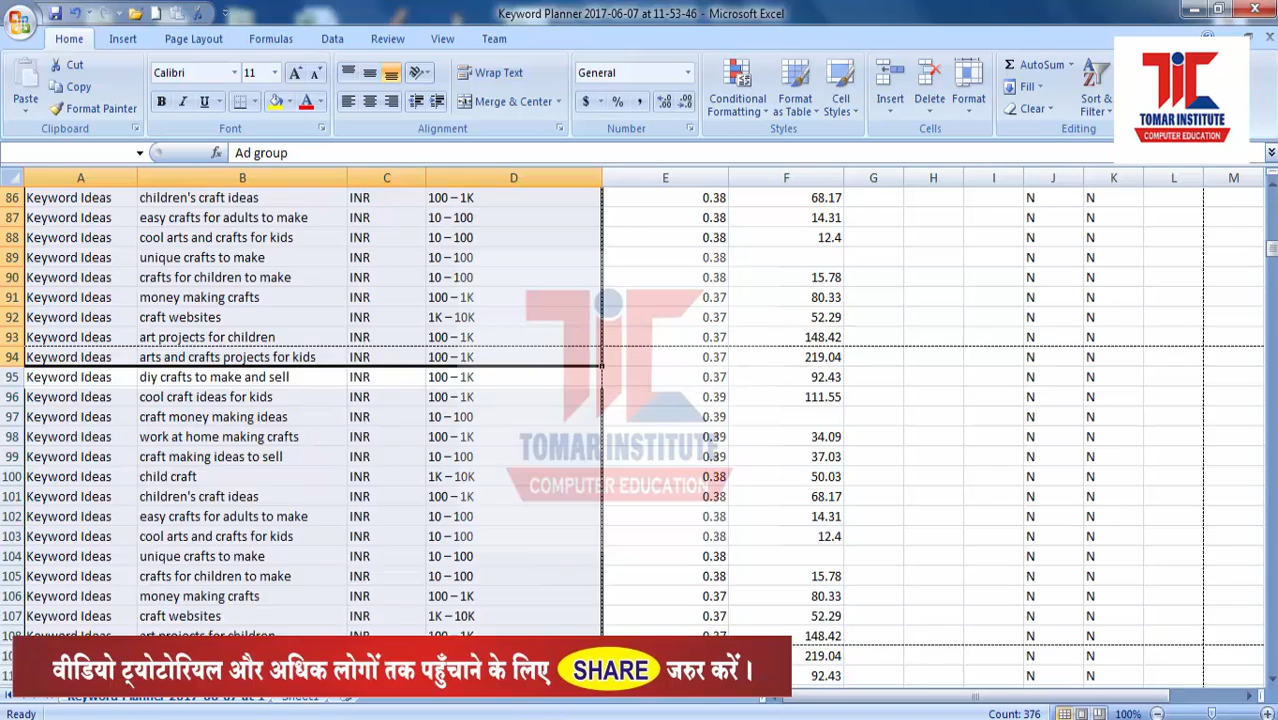 Keyword Planner 2017-06-07 at 11-53-46 - Microsoft Excel
Home Insert Page Layout Formulas Data Review View Team
Paste Cut Copy Format Painter Clipboard
Calibri 11 B I U A Font
Wrap Text Merge & Center Alignment
General $ % , Number
Conditional Formatting Format as Table Cell Styles Styles
Insert Delete Format Cells
Σ AutoSum Fill Clear Sort & Filter Editing
TOMAR INSTITUTE
COMPUTER EDUCATION
fx Ad group
A B C D E F G H I J K L M
86 Keyword Ideas children's craft ideas INR 100 – 1K 0.38 68.17 N N
87 Keyword Ideas easy crafts for adults to make INR 10 – 100 0.38 14.31 N N
88 Keyword Ideas cool arts and crafts for kids INR 10 – 100 0.38 12.4 N N
89 Keyword Ideas unique crafts to make INR 10 – 100 0.38 N N
90 Keyword Ideas crafts for children to make INR 10 – 100 0.38 15.78 N N
91 Keyword Ideas money making crafts INR 100 – 1K 0.37 80.33 N N
92 Keyword Ideas craft websites INR 1K – 10K 0.37 52.29 N N
93 Keyword Ideas art projects for children INR 100 – 1K 0.37 148.42 N N
94 Keyword Ideas arts and crafts projects for kids INR 100 – 1K 0.37 219.04 N N
95 Keyword Ideas diy crafts to make and sell INR 100 – 1K 0.37 92.43 N N
96 Keyword Ideas cool craft ideas for kids INR 100 – 1K 0.39 111.55 N N
97 Keyword Ideas craft money making ideas INR 10 – 100 0.39 N N
98 Keyword Ideas work at home making crafts INR 100 – 1K 0.39 34.09 N N
99 Keyword Ideas craft making ideas to sell INR 10 – 100 0.39 37.03 N N
100 Keyword Ideas child craft INR 1K – 10K 0.38 50.03 N N
101 Keyword Ideas children's craft ideas INR 100 – 1K 0.38 68.17 N N
102 Keyword Ideas easy crafts for adults to make INR 10 – 100 0.38 14.31 N N
103 Keyword Ideas cool arts and crafts for kids INR 10 – 100 0.38 12.4 N N
104 Keyword Ideas unique crafts to make INR 10 – 100 0.38 N N
105 Keyword Ideas crafts for children to make INR 10 – 100 0.38 15.78 N N
106 Keyword Ideas money making crafts INR 100 – 1K 0.37 80.33 N N
107 Keyword Ideas craft websites INR 1K – 10K 0.37 52.29 N N
148.42 N N
219.04 N N
92.43 N N
TOMAR INSTITUTE
COMPUTER EDUCATION
वीडियो ट्योटोरियल और अधिक लोगों तक पहुँचाने के लिए SHARE जरुर करें ।
Ready Count: 376 100%